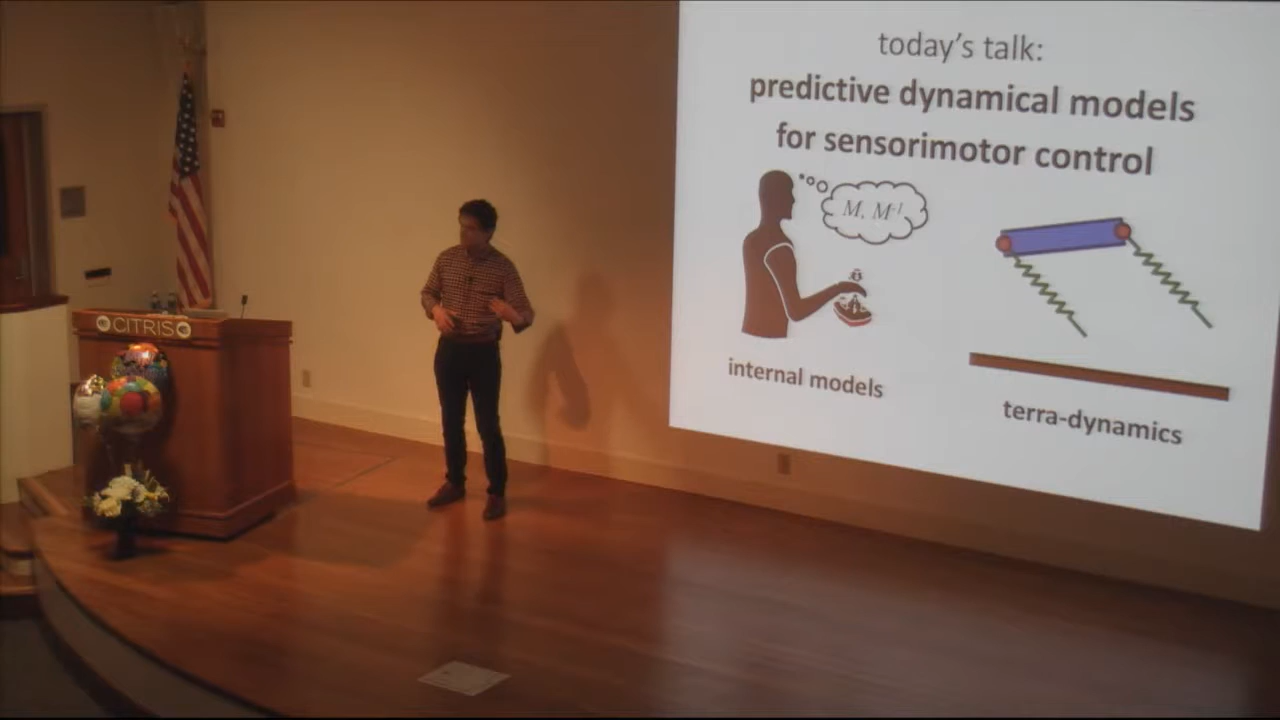 today's talk:
predictive dynamical models
for sensorimotor control
M, M⁻¹
internal models
terra-dynamics
CITRIS